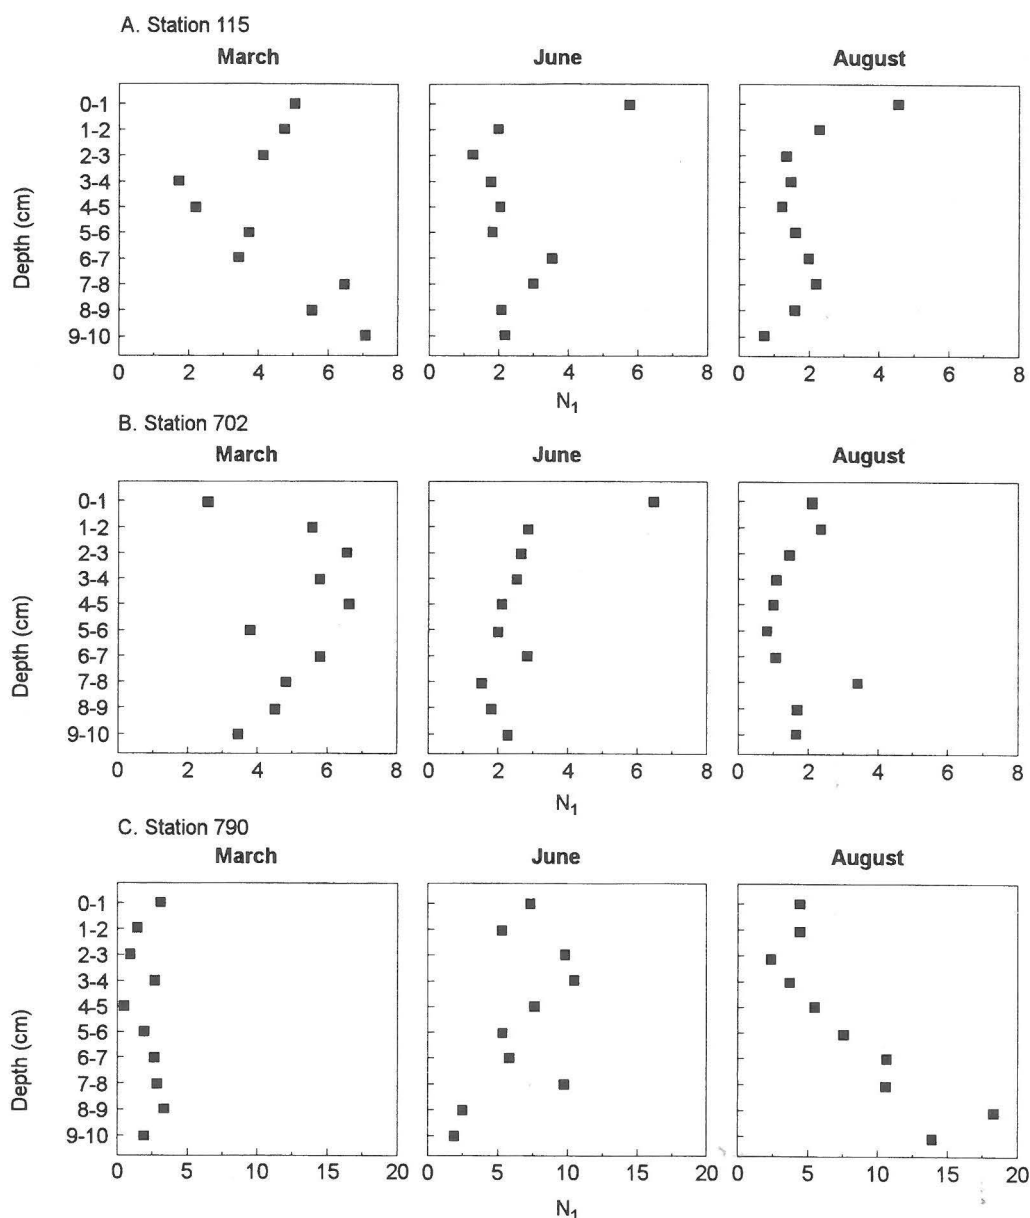 A. Station 115
March June August
Depth (cm)
0-1
1-2
2-3
3-4
4-5
5-6
6-7
7-8
8-9
9-10
0 2 4 6 8 0 2 4 6 8 0 2 4 6 8
N₁
B. Station 702
March June August
Depth (cm)
0-1
1-2
2-3
3-4
4-5
5-6
6-7
7-8
8-9
9-10
0 2 4 6 8 0 2 4 6 8 0 2 4 6 8
N₁
C. Station 790
March June August
Depth (cm)
0-1
1-2
2-3
3-4
4-5
5-6
6-7
7-8
8-9
9-10
0 5 10 15 20 0 5 10 15 20 0 5 10 15 20
N₁